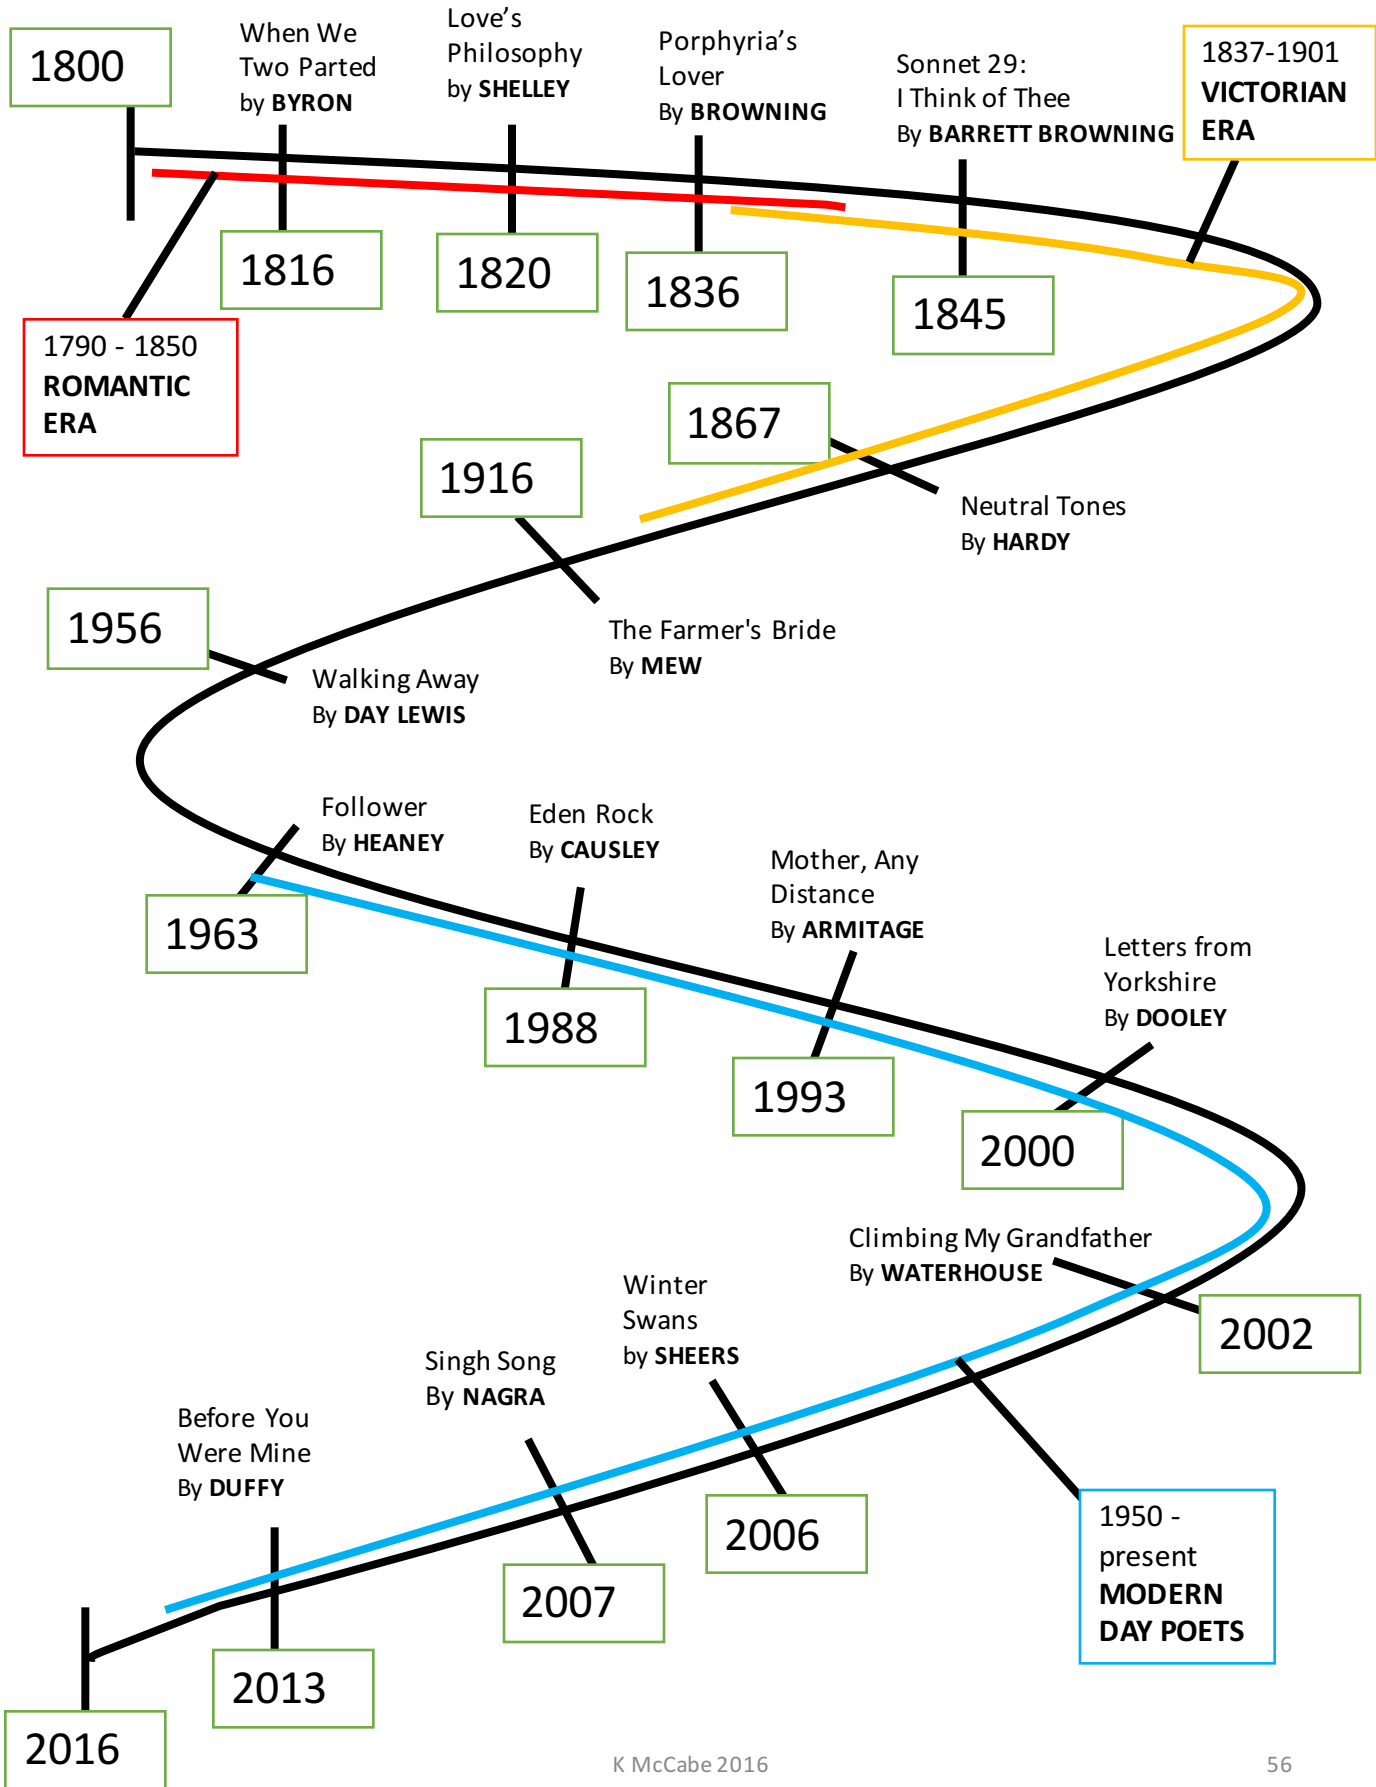 1800
When We
Two Parted
by BYRON
Love’s
Philosophy
by SHELLEY
Porphyria’s
Lover
By BROWNING
Sonnet 29:
I Think of Thee
By BARRETT BROWNING
1837-1901
VICTORIAN
ERA
1816
1820
1836
1845
1790 - 1850
ROMANTIC
ERA
1867
1916
Neutral Tones
By HARDY
1956
The Farmer's Bride
By MEW
Walking Away
By DAY LEWIS
Follower
By HEANEY
Eden Rock
By CAUSLEY
Mother, Any
Distance
By ARMITAGE
1963
Letters from
Yorkshire
By DOOLEY
1988
1993
2000
Climbing My Grandfather
By WATERHOUSE
Winter
Swans
by SHEERS
2002
Singh Song
By NAGRA
Before You
Were Mine
By DUFFY
2006
1950 -
present
MODERN
DAY POETS
2007
2013
2016
K McCabe 2016
56